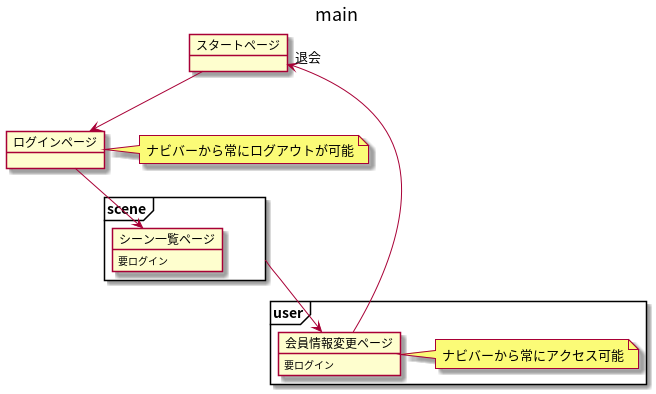 main
スタートページ
退会
ログインページ
ナビバーから常にログアウトが可能
scene
シーン一覧ページ
要ログイン
user
会員情報変更ページ
要ログイン
ナビバーから常にアクセス可能